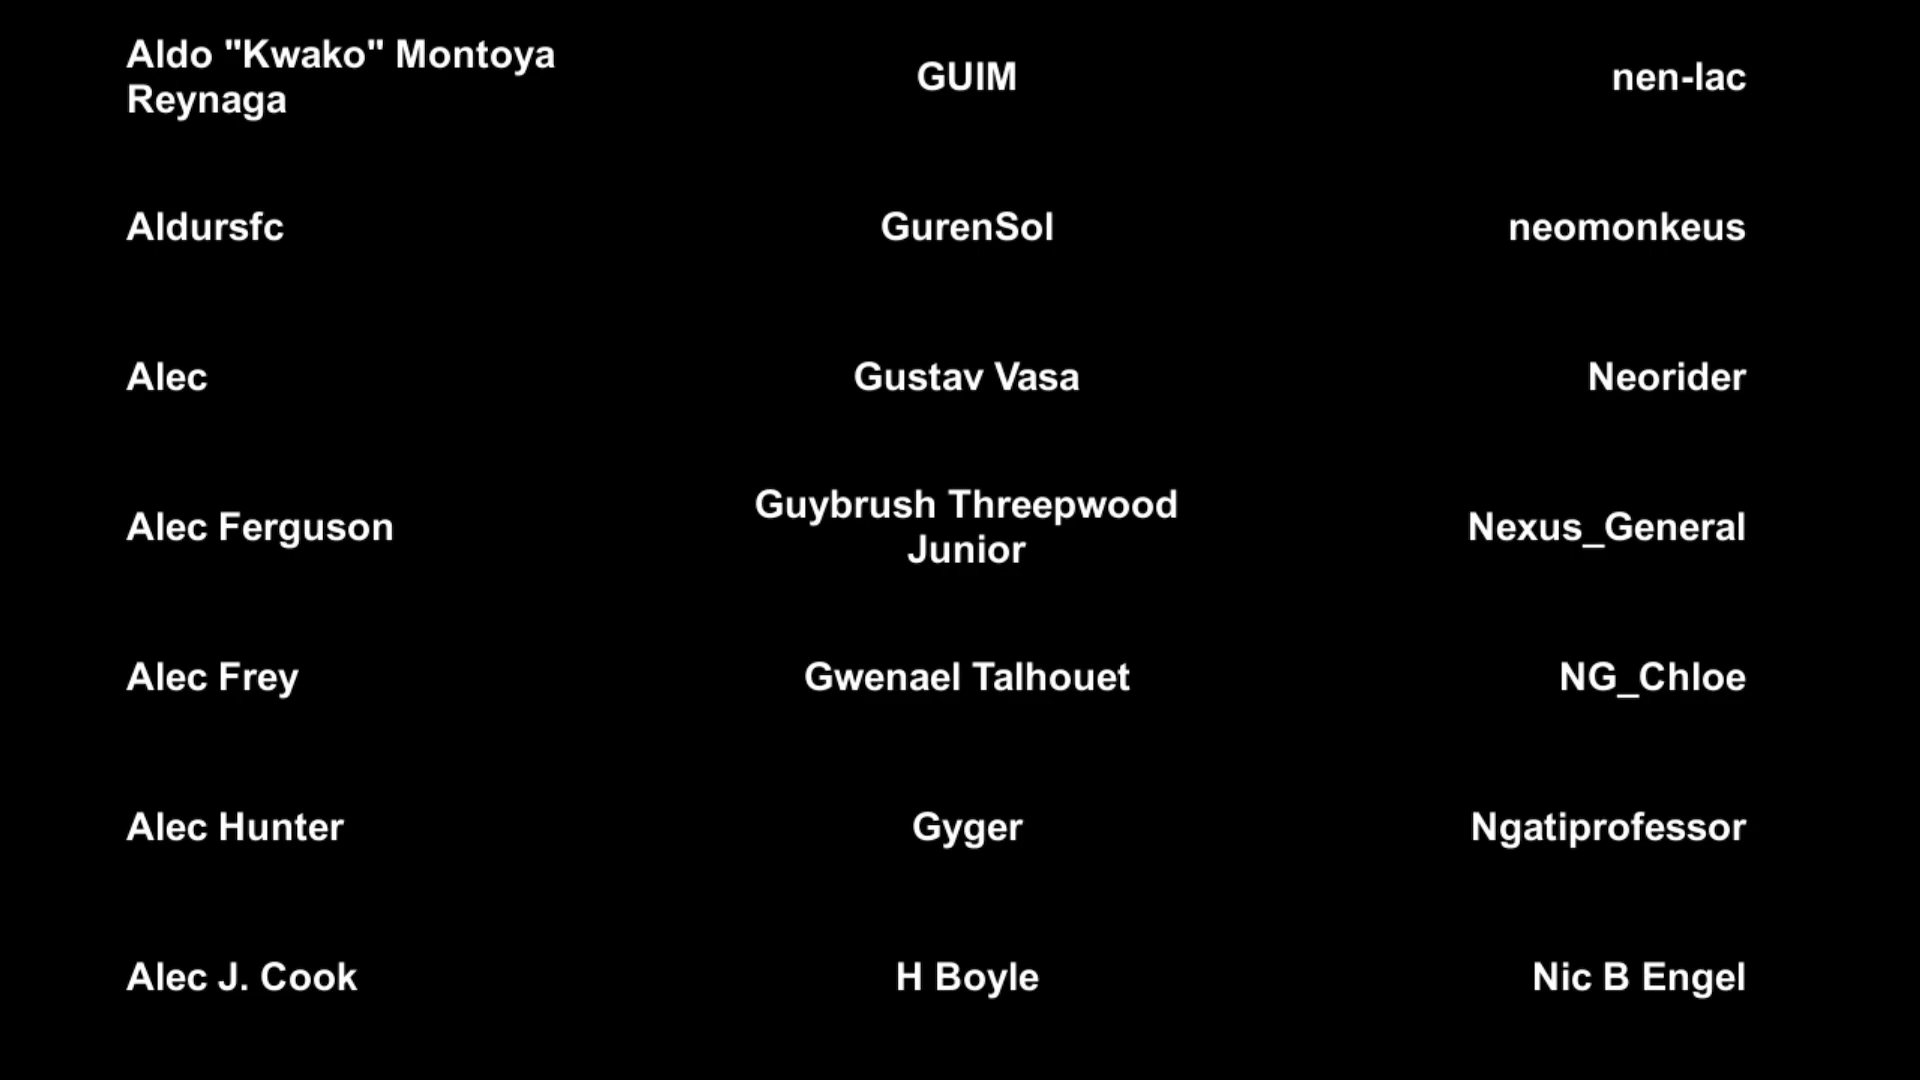 Aldo "Kwako" Montoya
Reynaga
GUIM
nen-lac
Aldursfc
GurenSol
neomonkeus
Alec
Gustav Vasa
Neorider
Alec Ferguson
Guybrush Threepwood
Junior
Nexus_General
Alec Frey
Gwenael Talhouet
NG_Chloe
Alec Hunter
Gyger
Ngatiprofessor
Alec J. Cook
H Boyle
Nic B Engel